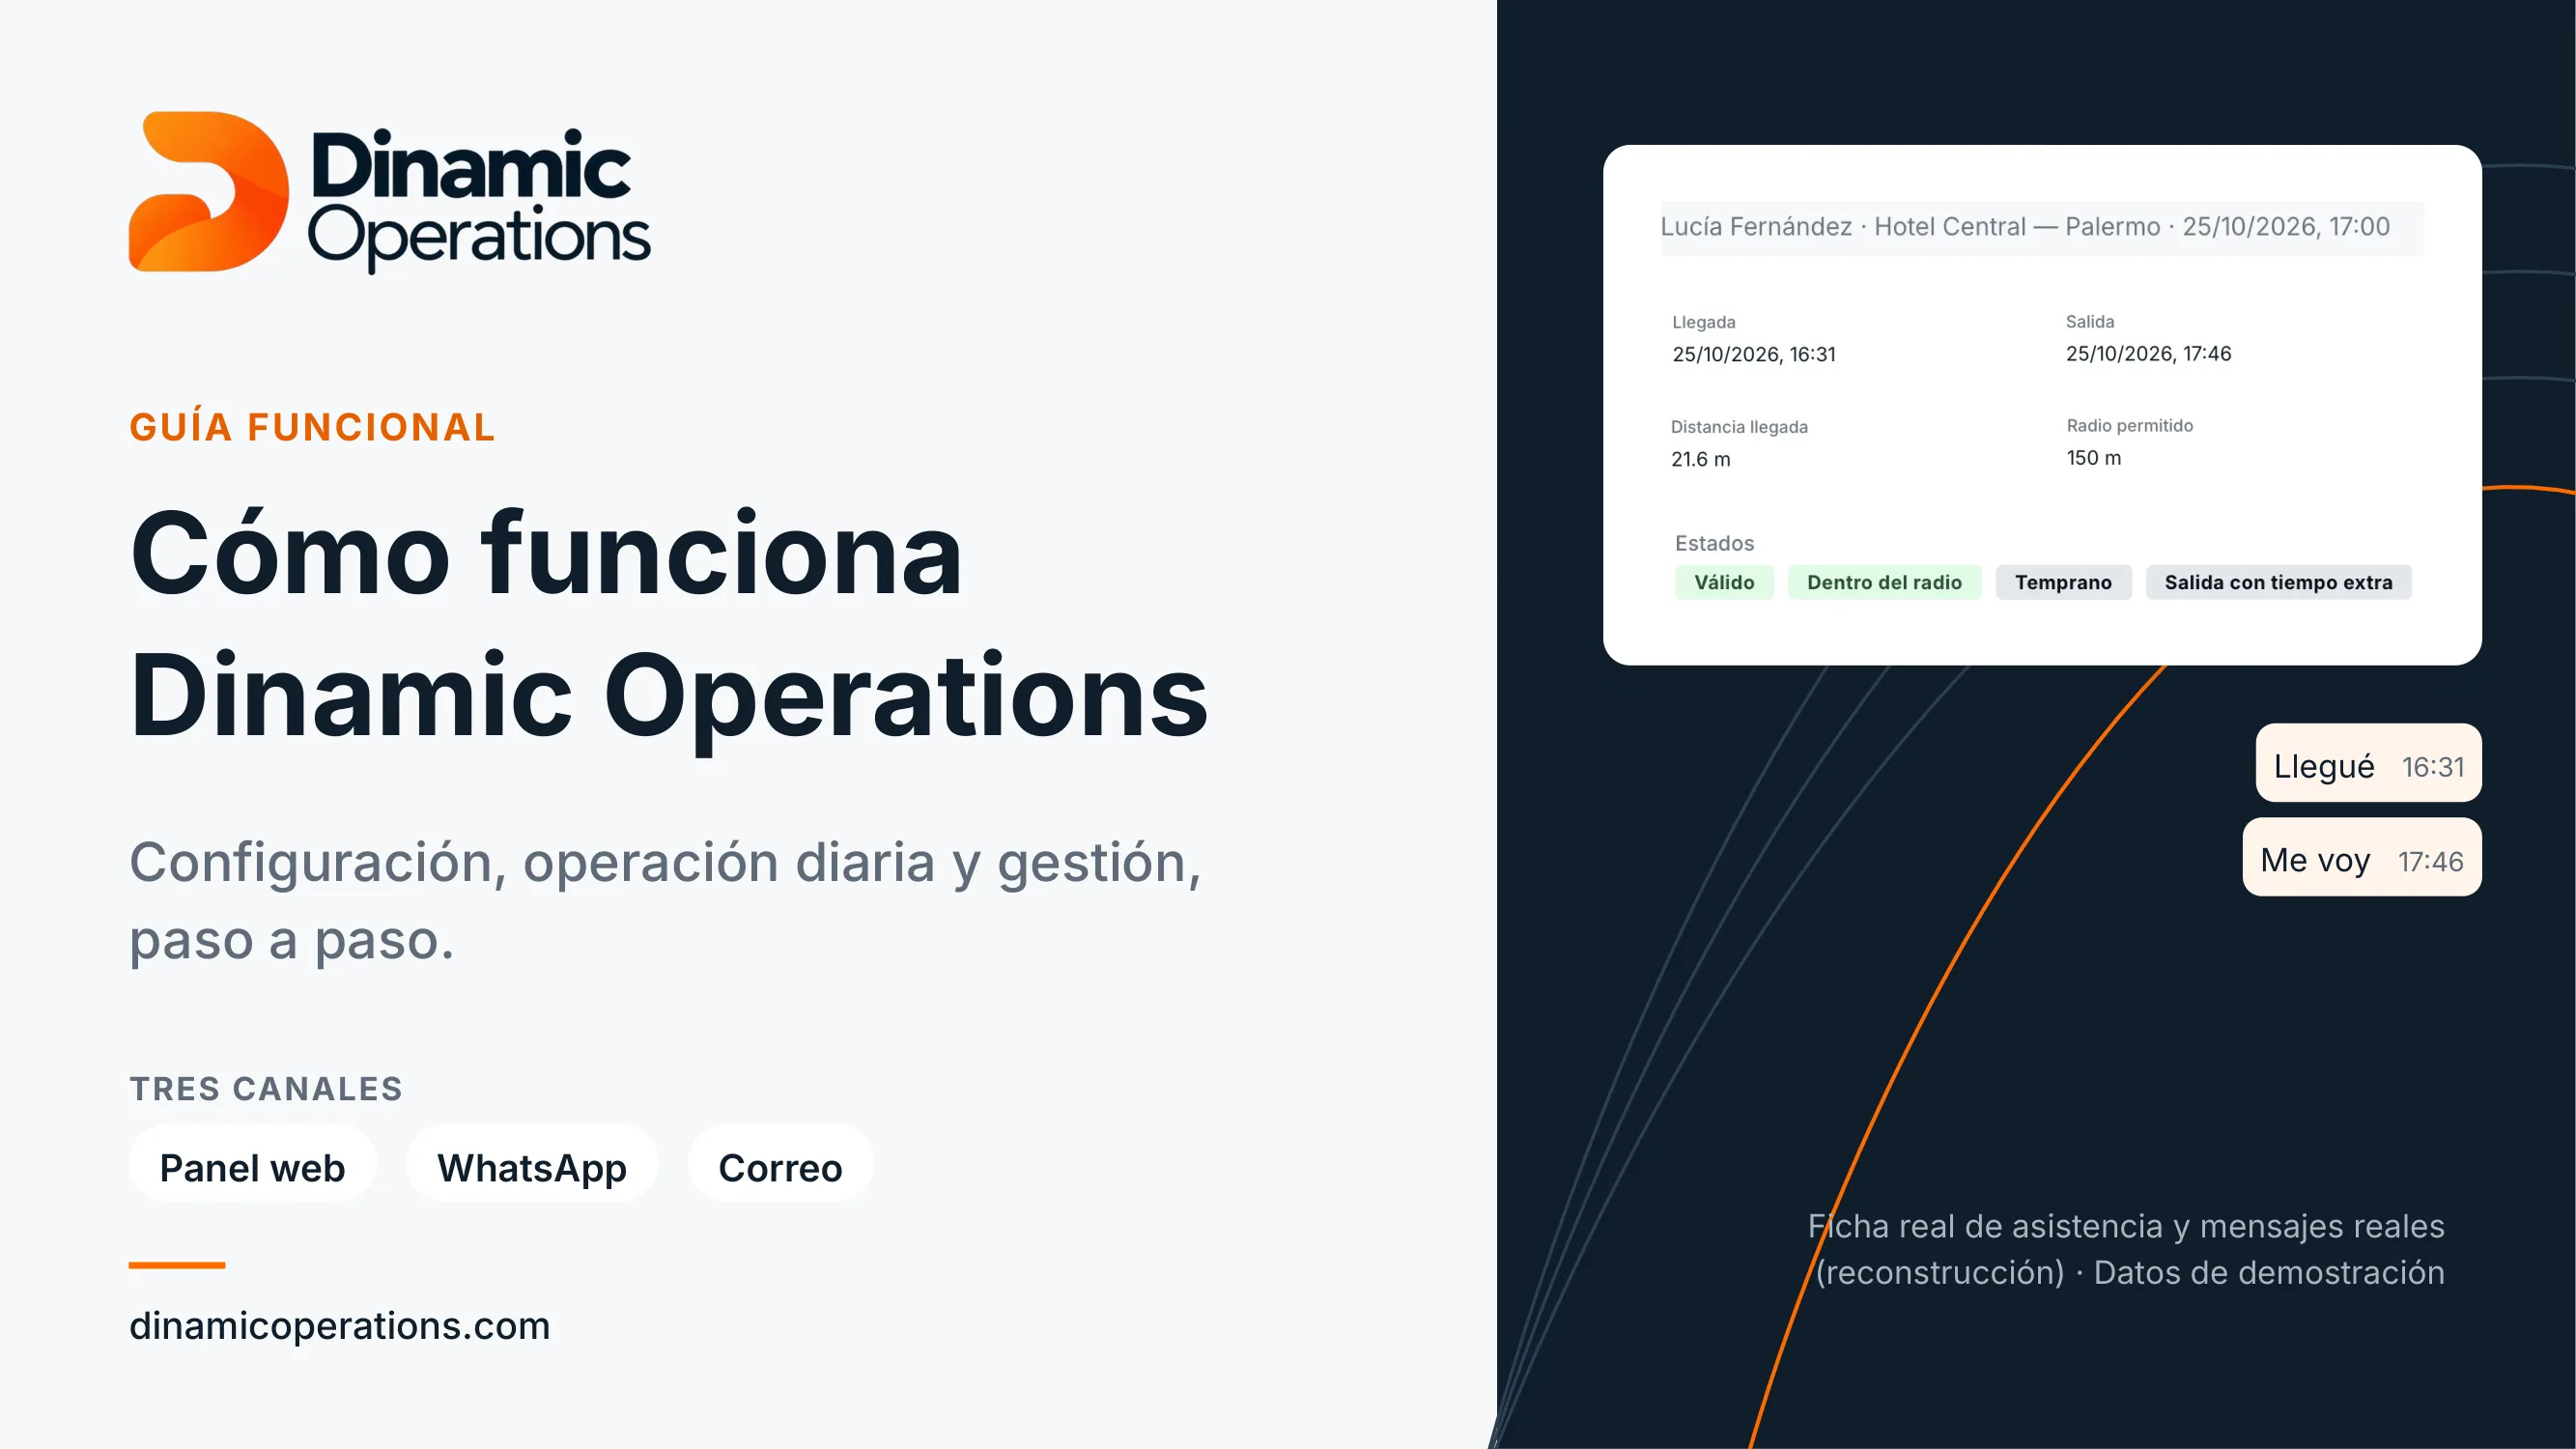 Dinamic
Operations
GUÍA FUNCIONAL
Cómo funciona
Dinamic Operations
Configuración, operación diaria y gestión,
paso a paso.
TRES CANALES
Panel web
WhatsApp
Correo
dinamicoperations.com
Lucía Fernández · Hotel Central — Palermo · 25/10/2026, 17:00
Llegada
25/10/2026, 16:31
Salida
25/10/2026, 17:46
Distancia llegada
21.6 m
Radio permitido
150 m
Estados
Válido
Dentro del radio
Temprano
Salida con tiempo extra
Llegué 16:31
Me voy 17:46
Ficha real de asistencia y mensajes reales
(reconstrucción) · Datos de demostración